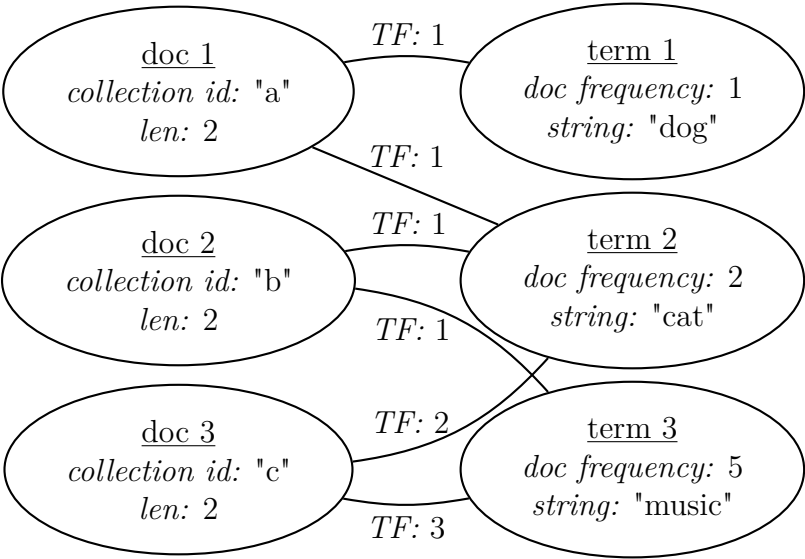 doc 1
collection id: "a"
len: 2
TF: 1
term 1
doc frequency: 1
string: "dog"
TF: 1
doc 2
collection id: "b"
len: 2
TF: 1
term 2
doc frequency: 2
string: "cat"
TF: 1
doc 3
collection id: "c"
len: 2
TF: 2
TF: 3
term 3
doc frequency: 5
string: "music"